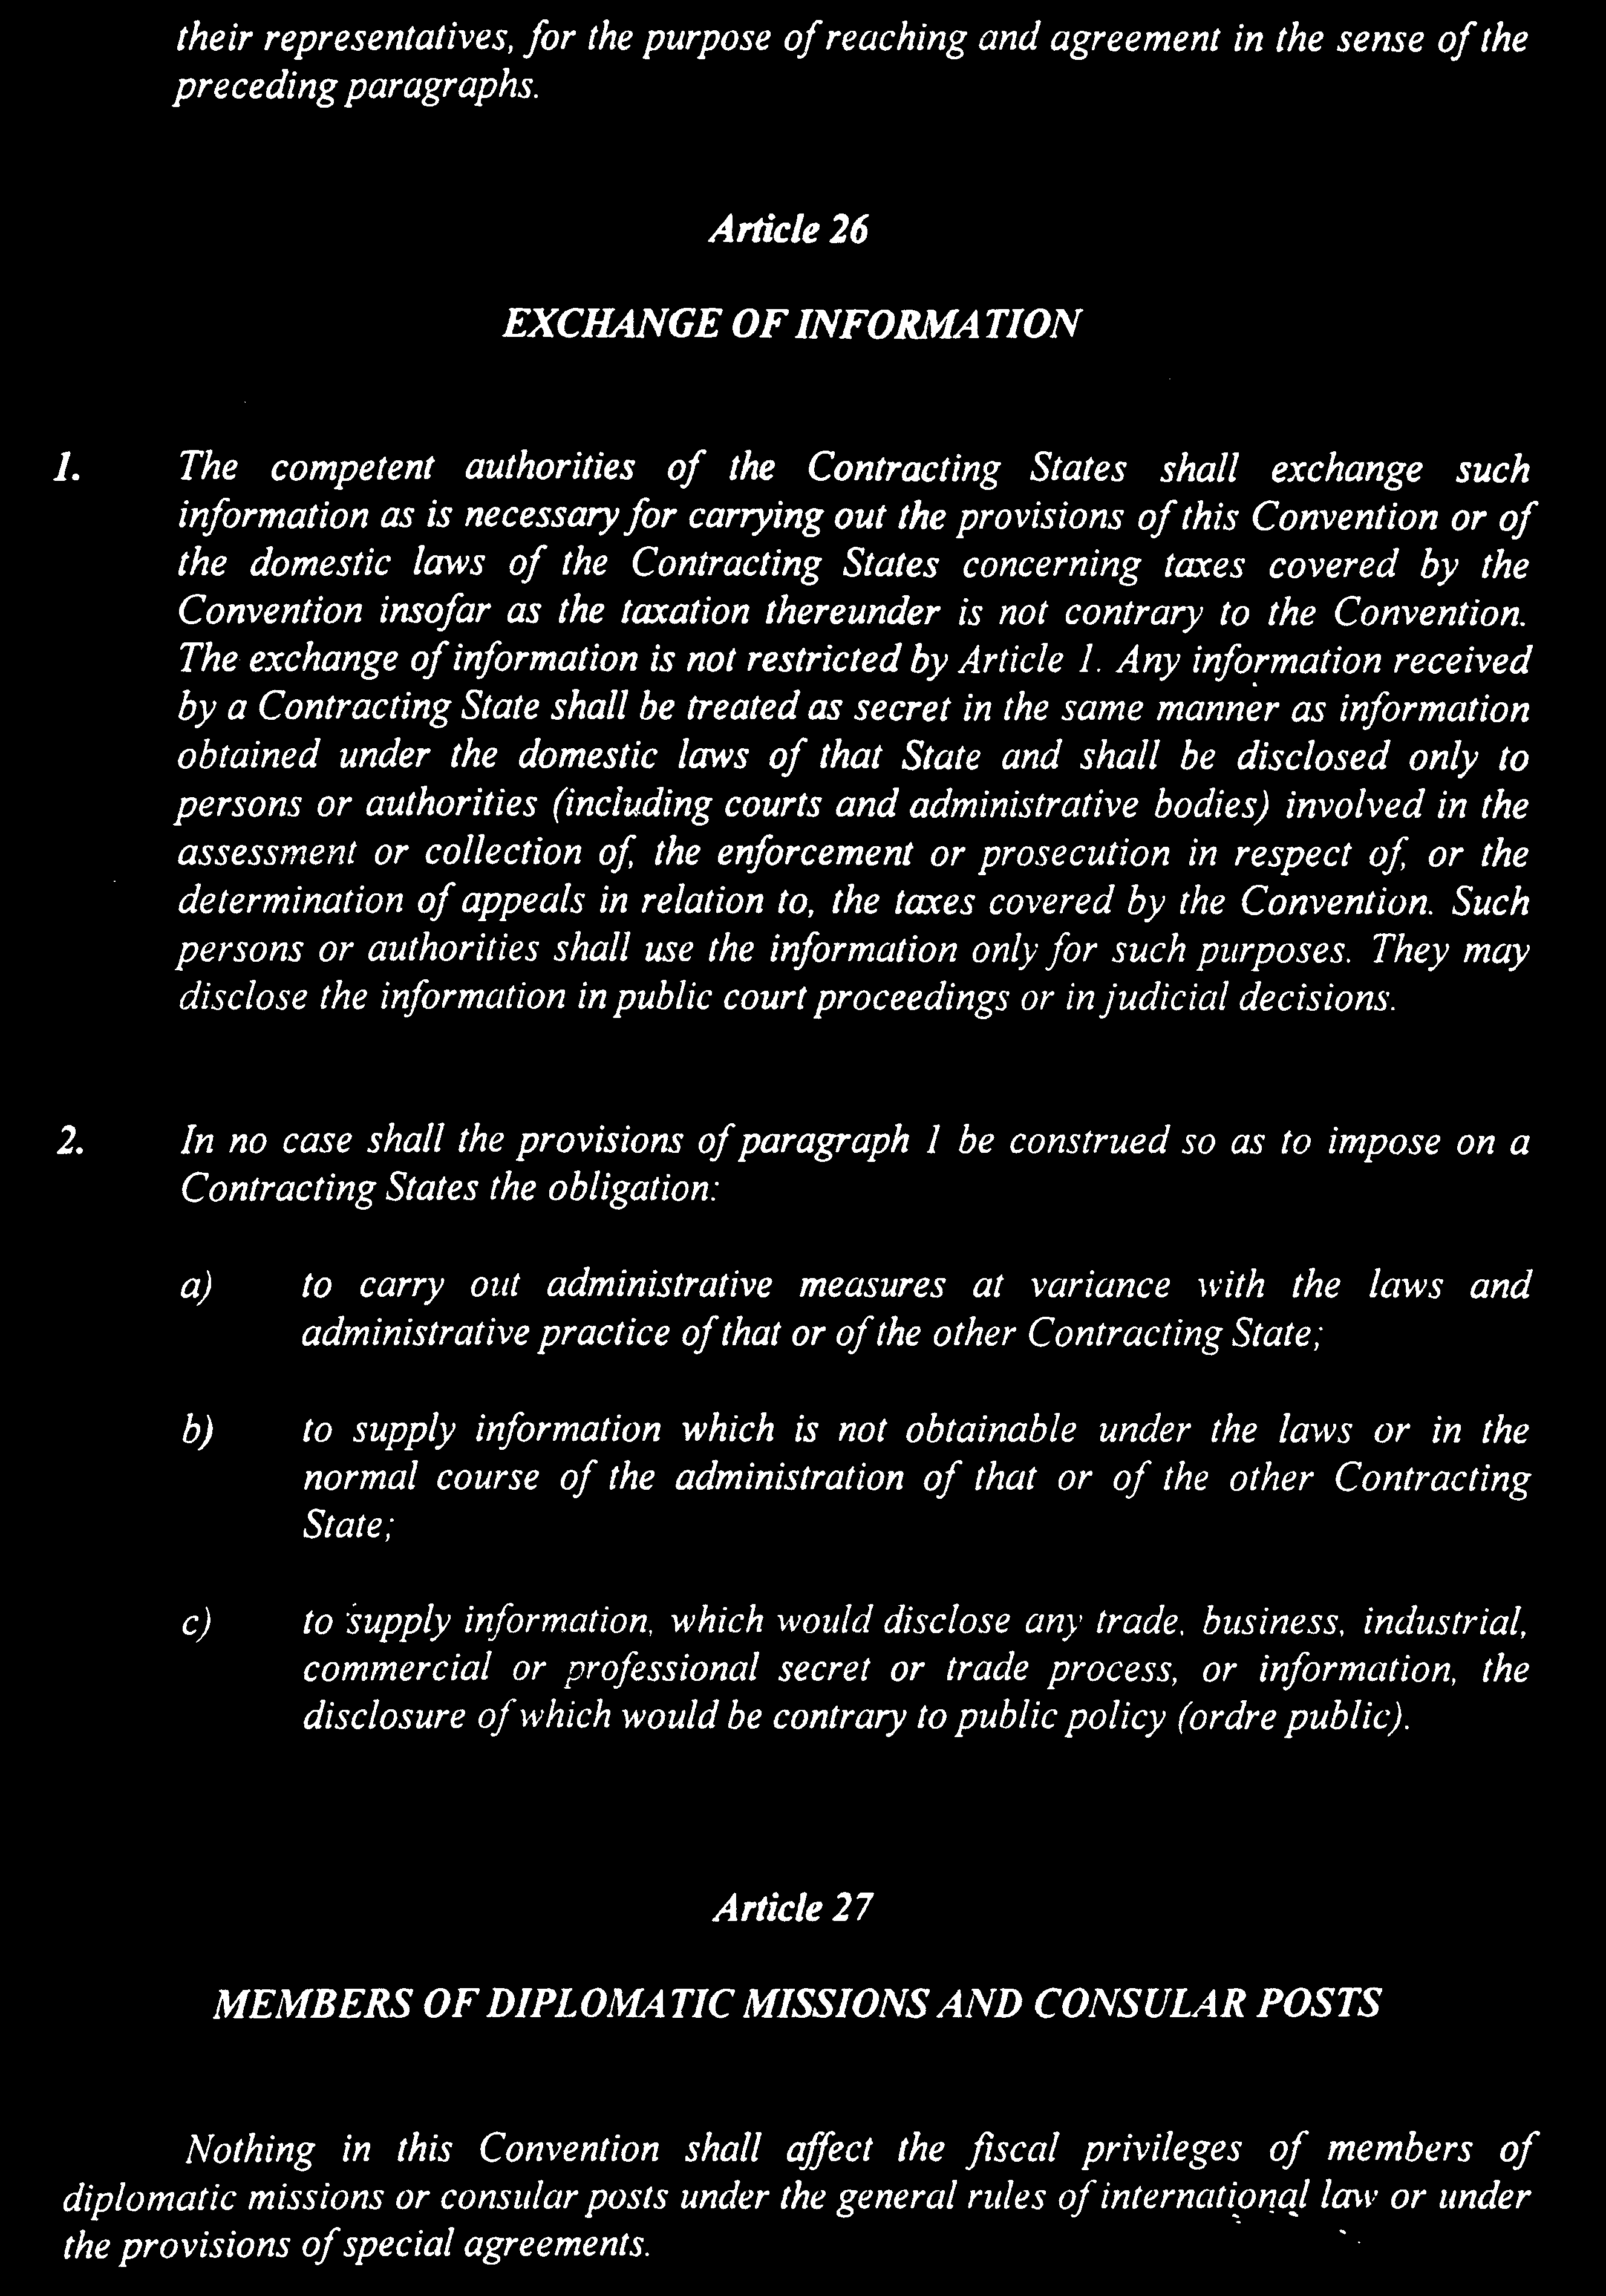 their representatives, for the purpose of reaching and agreement in the sense of the
preceding paragraphs.
Article 26
EXCHANGE OF INFORMATION
1. The competent authorities of the Contracting States shall exchange such
information as is necessary for carrying out the provisions of this Convention or of
the domestic laws of the Contracting States concerning taxes covered by the
Convention insofar as the taxation thereunder is not contrary to the Convention.
The exchange of information is not restricted by Article 1. Any information received
by a Contracting State shall be treated as secret in the same manner as information
obtained under the domestic laws of that State and shall be disclosed only to
persons or authorities (including courts and administrative bodies) involved in the
assessment or collection of, the enforcement or prosecution in respect of, or the
determination of appeals in relation to, the taxes covered by the Convention. Such
persons or authorities shall use the information only for such purposes. They may
disclose the information in public court proceedings or in judicial decisions.
2. In no case shall the provisions of paragraph 1 be construed so as to impose on a
Contracting States the obligation:
a) to carry out administrative measures at variance with the laws and
administrative practice of that or of the other Contracting State;
b) to supply information which is not obtainable under the laws or in the
normal course of the administration of that or of the other Contracting
State;
c) to supply information, which would disclose any trade, business, industrial,
commercial or professional secret or trade process, or information, the
disclosure of which would be contrary to public policy (ordre public).
Article 27
MEMBERS OF DIPLOMATIC MISSIONS AND CONSULAR POSTS
Nothing in this Convention shall affect the fiscal privileges of members of
diplomatic missions or consular posts under the general rules of international law or under
the provisions of special agreements.